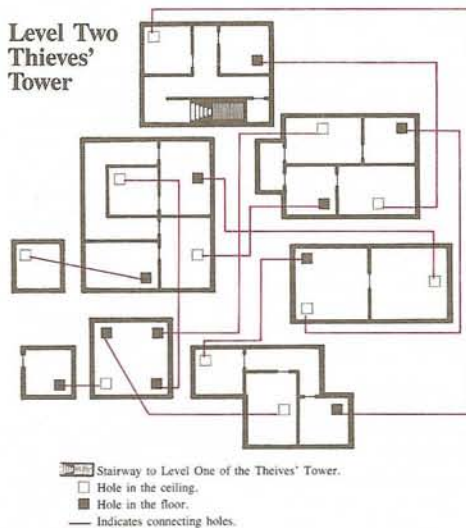 Level Two
Thieves'
Tower
Stairway to Level One of the Theives' Tower.
Hole in the ceiling.
Hole in the floor.
Indicates connecting holes.